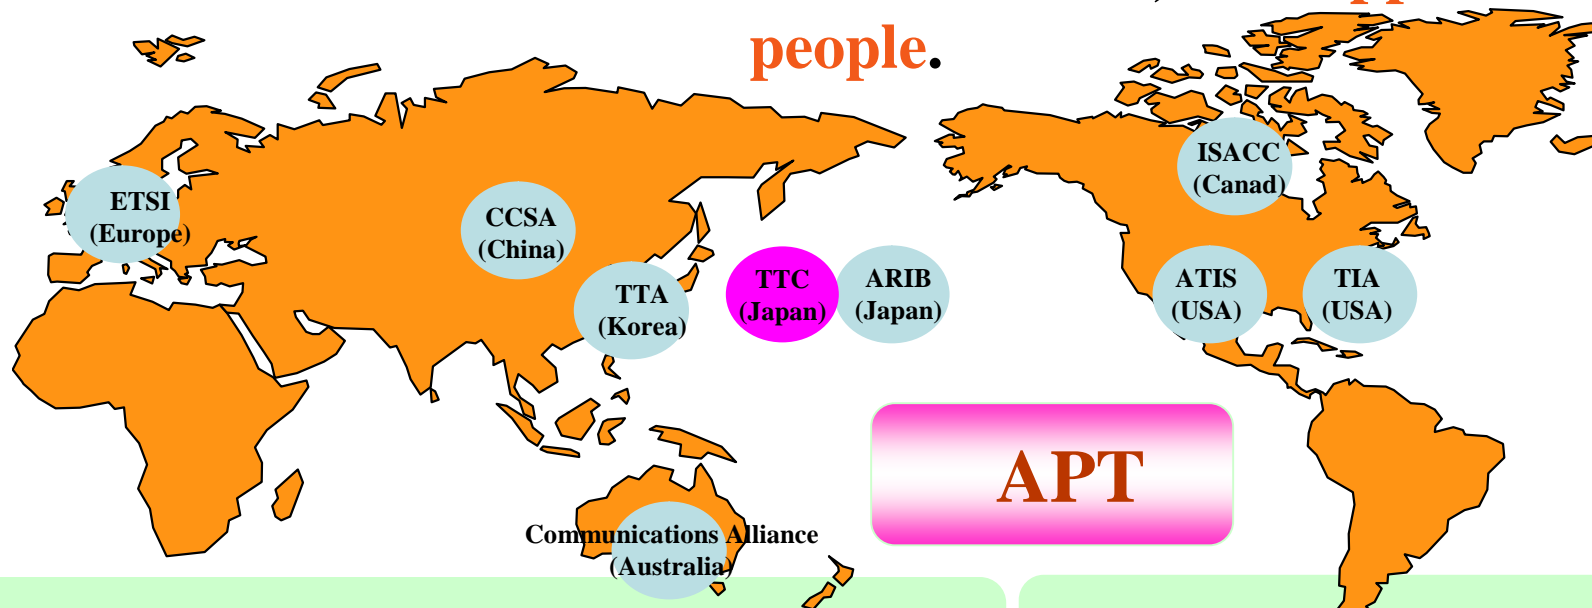 people.
ISACC
(Canad)
ETSI
(Europe)
CCSA
(China)
TTA
(Korea)
TTC
(Japan)
ARIB
(Japan)
ATIS
(USA)
TIA
(USA)
APT
Communications Alliance
(Australia)